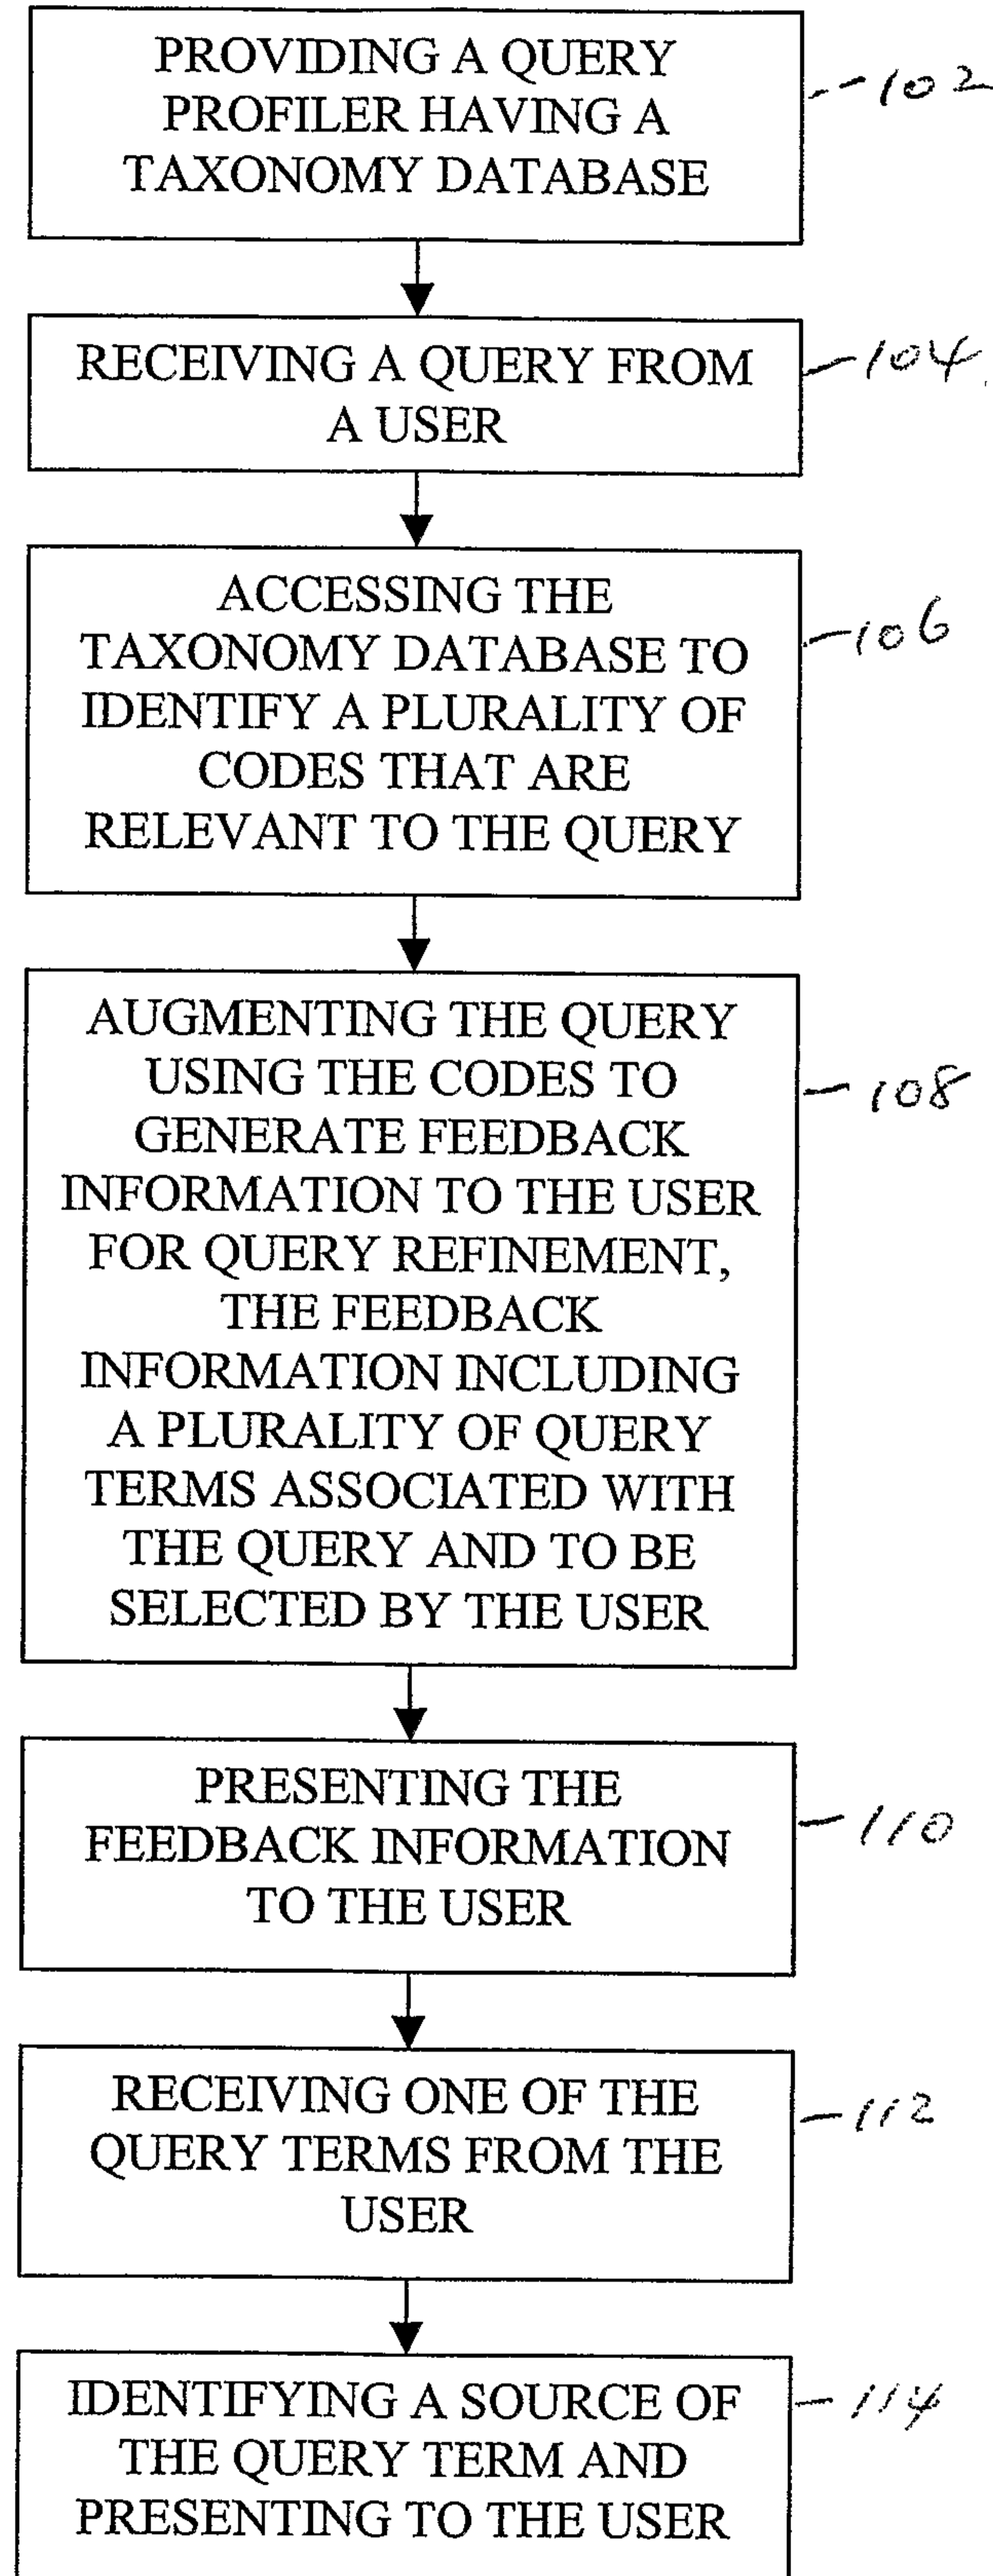 PROVIDING A QUERY
PROFILER HAVING A
TAXONOMY DATABASE
102
RECEIVING A QUERY FROM
A USER
104
ACCESSING THE
TAXONOMY DATABASE TO
IDENTIFY A PLURALITY OF
CODES THAT ARE
RELEVANT TO THE QUERY
106
AUGMENTING THE QUERY
USING THE CODES TO
GENERATE FEEDBACK
INFORMATION TO THE USER
FOR QUERY REFINEMENT,
THE FEEDBACK
INFORMATION INCLUDING
A PLURALITY OF QUERY
TERMS ASSOCIATED WITH
THE QUERY AND TO BE
SELECTED BY THE USER
108
PRESENTING THE
FEEDBACK INFORMATION
TO THE USER
110
RECEIVING ONE OF THE
QUERY TERMS FROM THE
USER
112
IDENTIFYING A SOURCE OF
THE QUERY TERM AND
PRESENTING TO THE USER
114